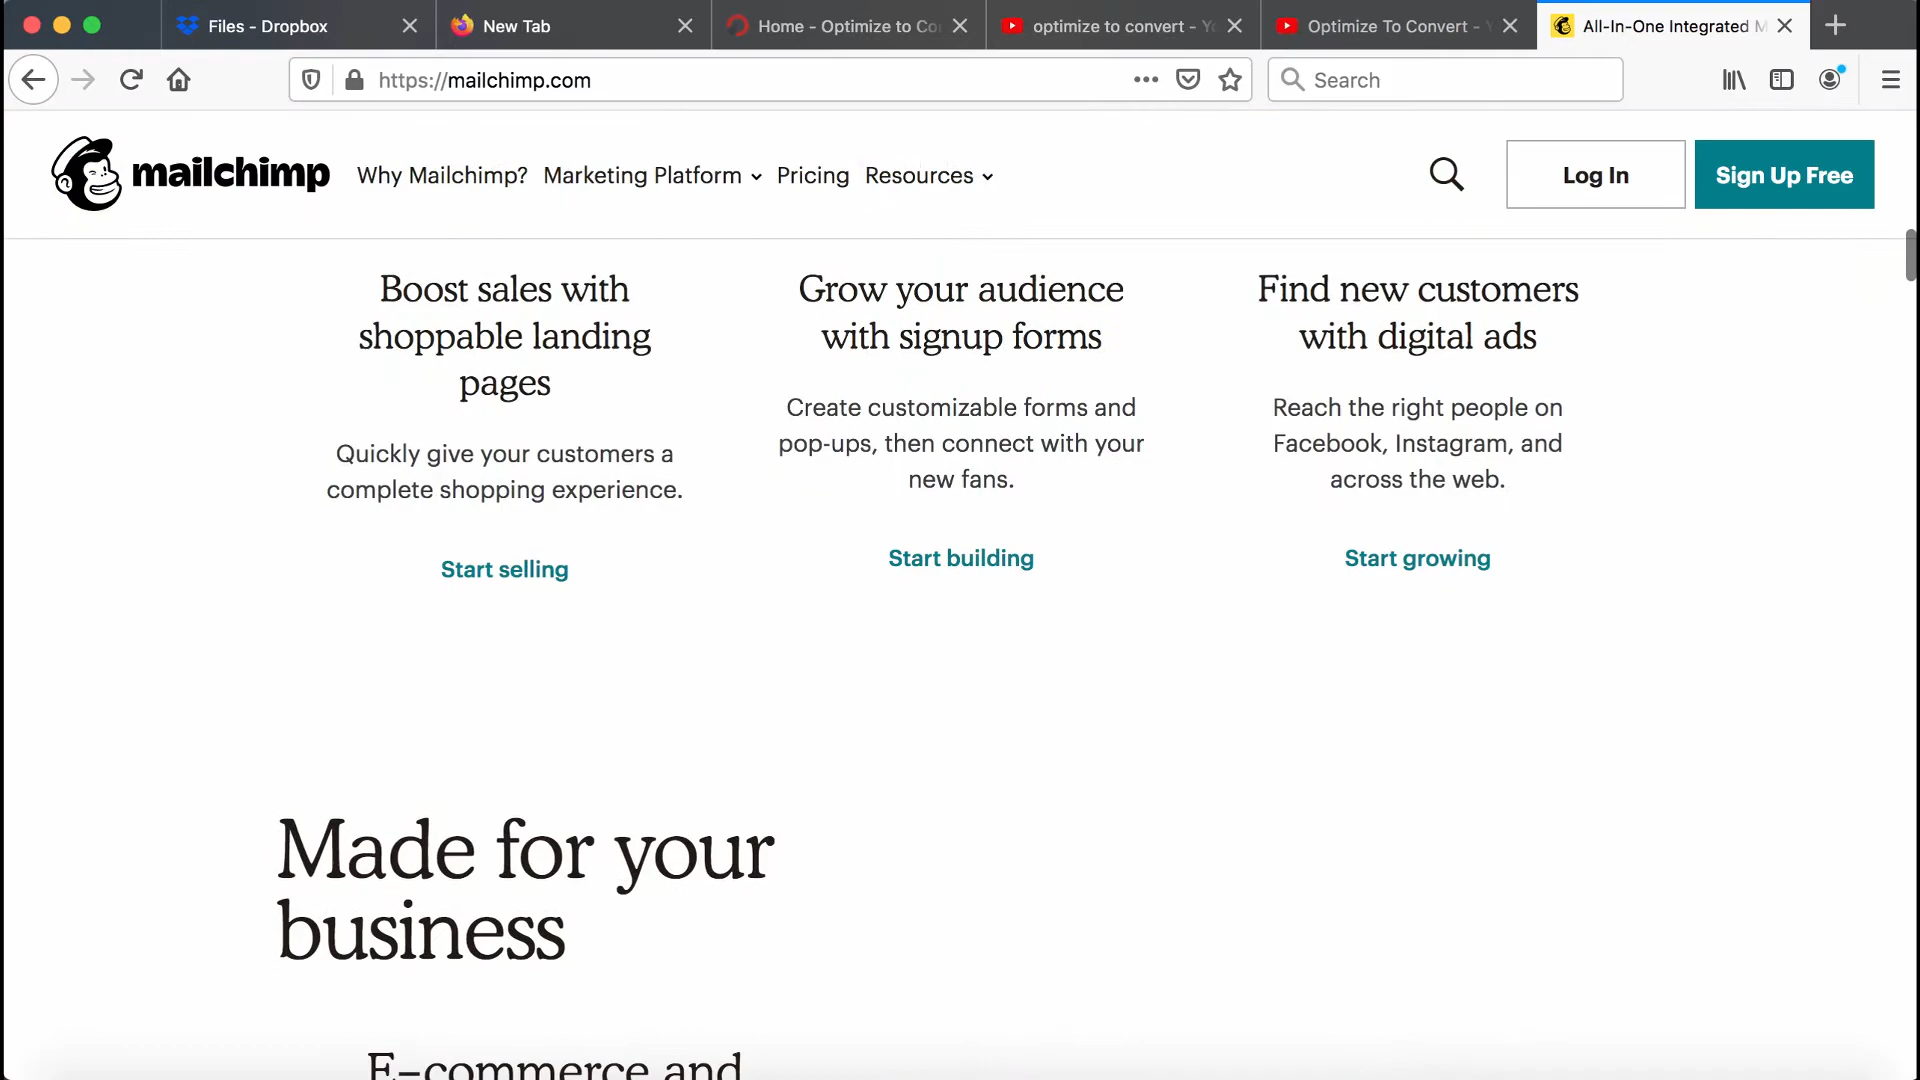 Files - Dropbox
New Tab
Home - Optimize to Co
optimize to convert - Yo
Optimize To Convert - Y
All-In-One Integrated M
https://mailchimp.com
Search
mailchimp
Why Mailchimp?
Marketing Platform
Pricing
Resources
Log In
Sign Up Free
Boost sales with
shoppable landing
pages
Quickly give your customers a
complete shopping experience.
Start selling
Grow your audience
with signup forms
Create customizable forms and
pop-ups, then connect with your
new fans.
Start building
Find new customers
with digital ads
Reach the right people on
Facebook, Instagram, and
across the web.
Start growing
Made for your
business
E-commerce and